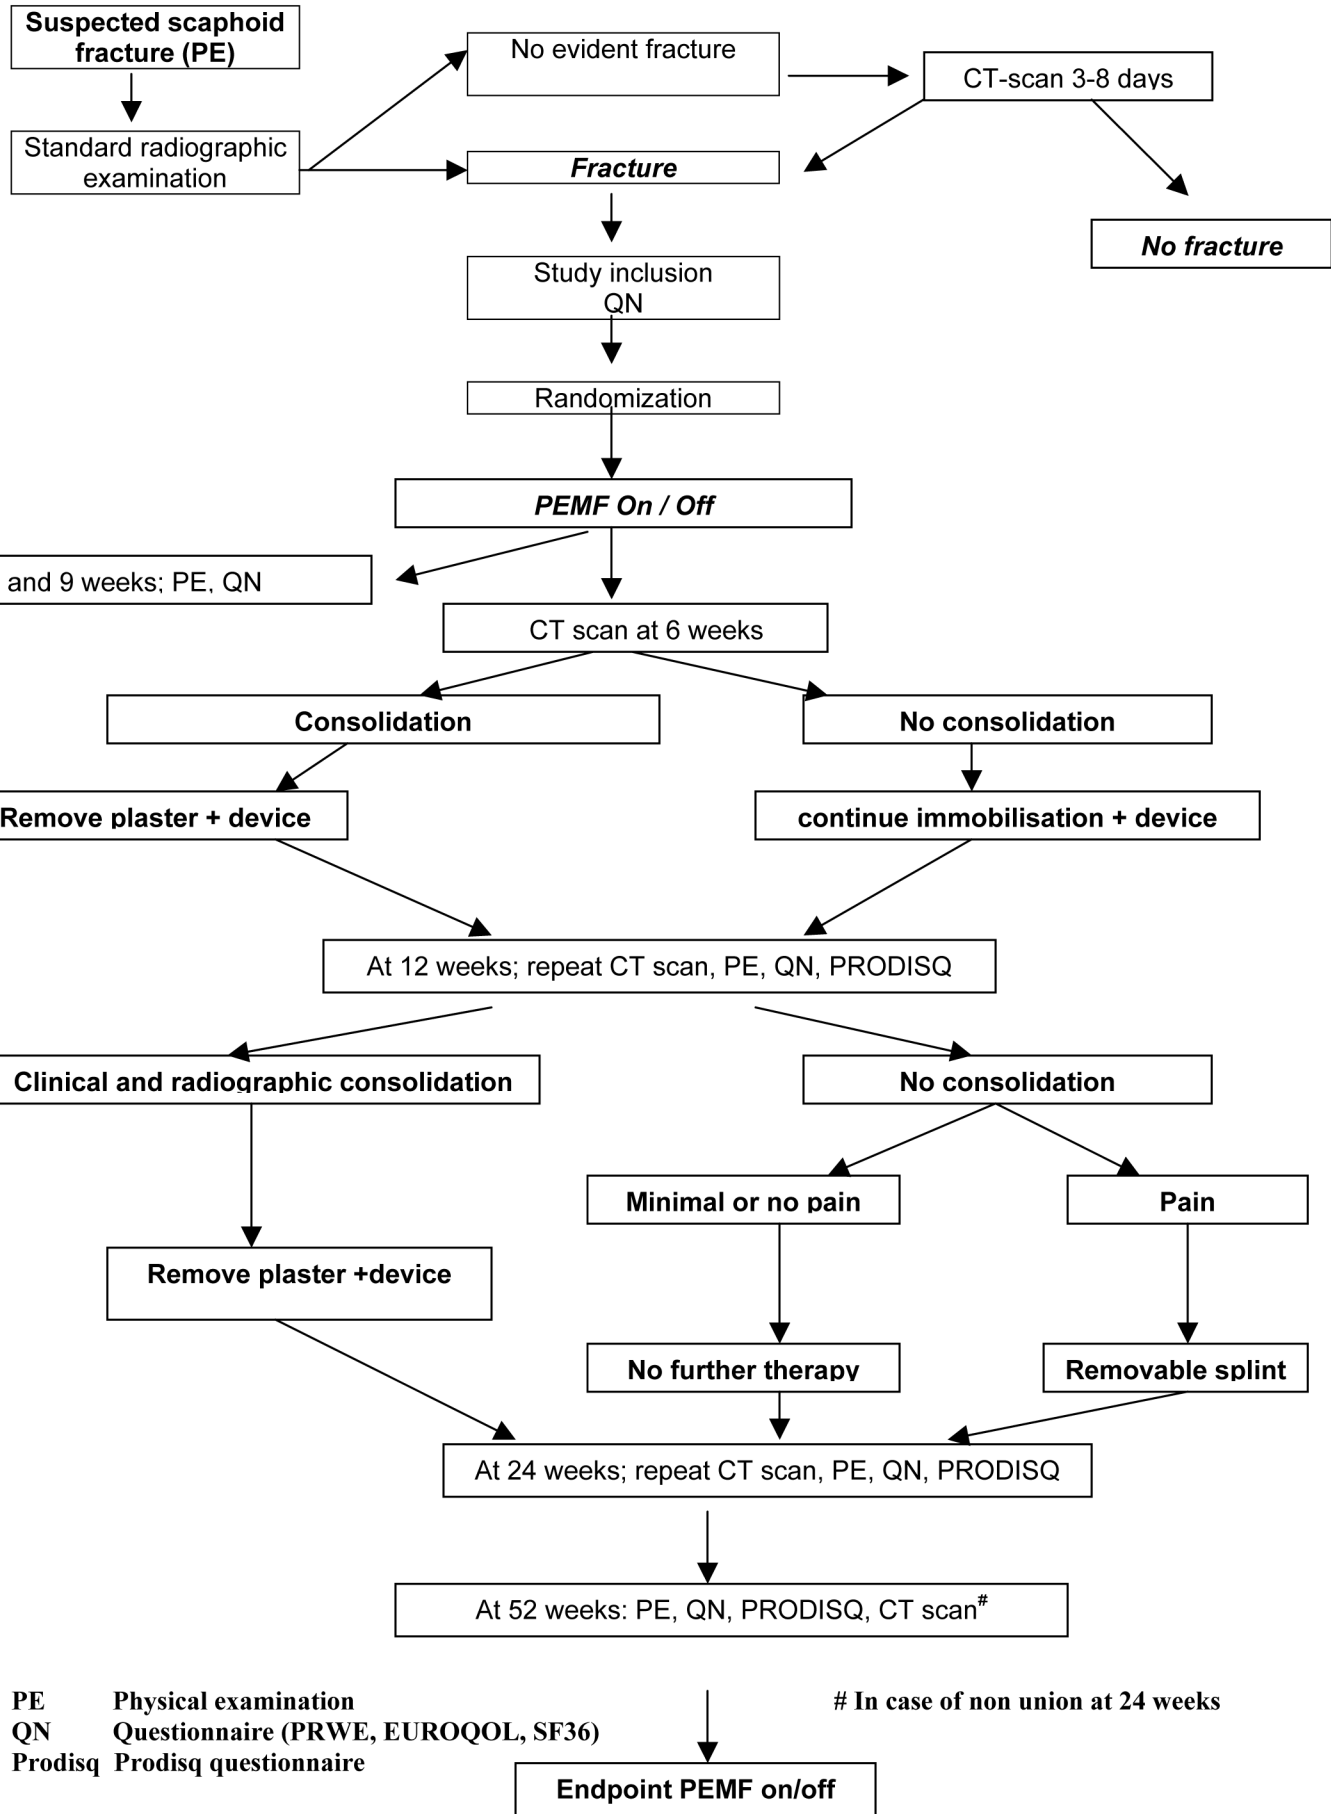 Suspected scaphoid
fracture (PE)
No evident fracture
CT-scan 3-8 days
Standard radiographic
examination
Fracture
No fracture
Study inclusion
QN
Randomization
PEMF On / Off
and 9 weeks; PE, QN
CT scan at 6 weeks
Consolidation
No consolidation
Remove plaster + device
continue immobilisation + device
At 12 weeks; repeat CT scan, PE, QN, PRODISQ
Clinical and radiographic consolidation
No consolidation
Minimal or no pain
Pain
Remove plaster +device
No further therapy
Removable splint
At 24 weeks; repeat CT scan, PE, QN, PRODISQ
At 52 weeks: PE, QN, PRODISQ, CT scan#
PE Physical examination
# In case of non union at 24 weeks
QN Questionnaire (PRWE, EUROQOL, SF36)
Prodisq Prodisq questionnaire
Endpoint PEMF on/off